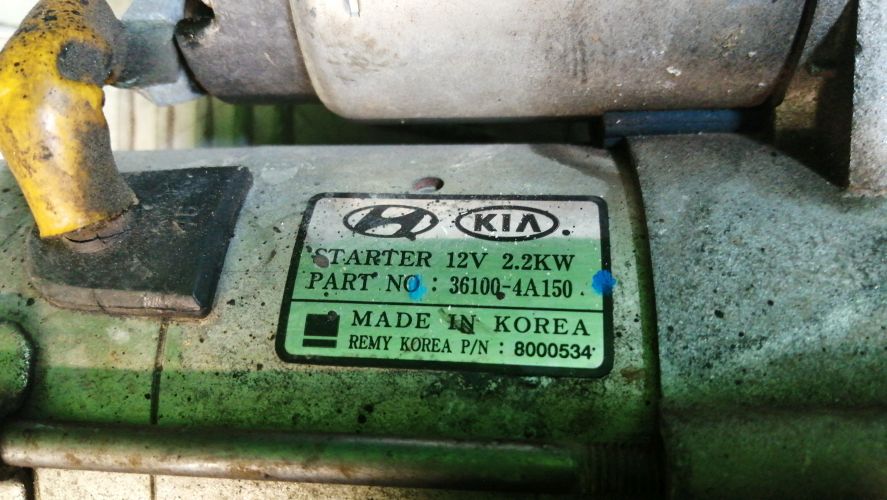 KIA
STARTER 12V 2.2KW
PART NO : 36100-4A150
MADE IN KOREA
REMY KOREA P/N : 8000534